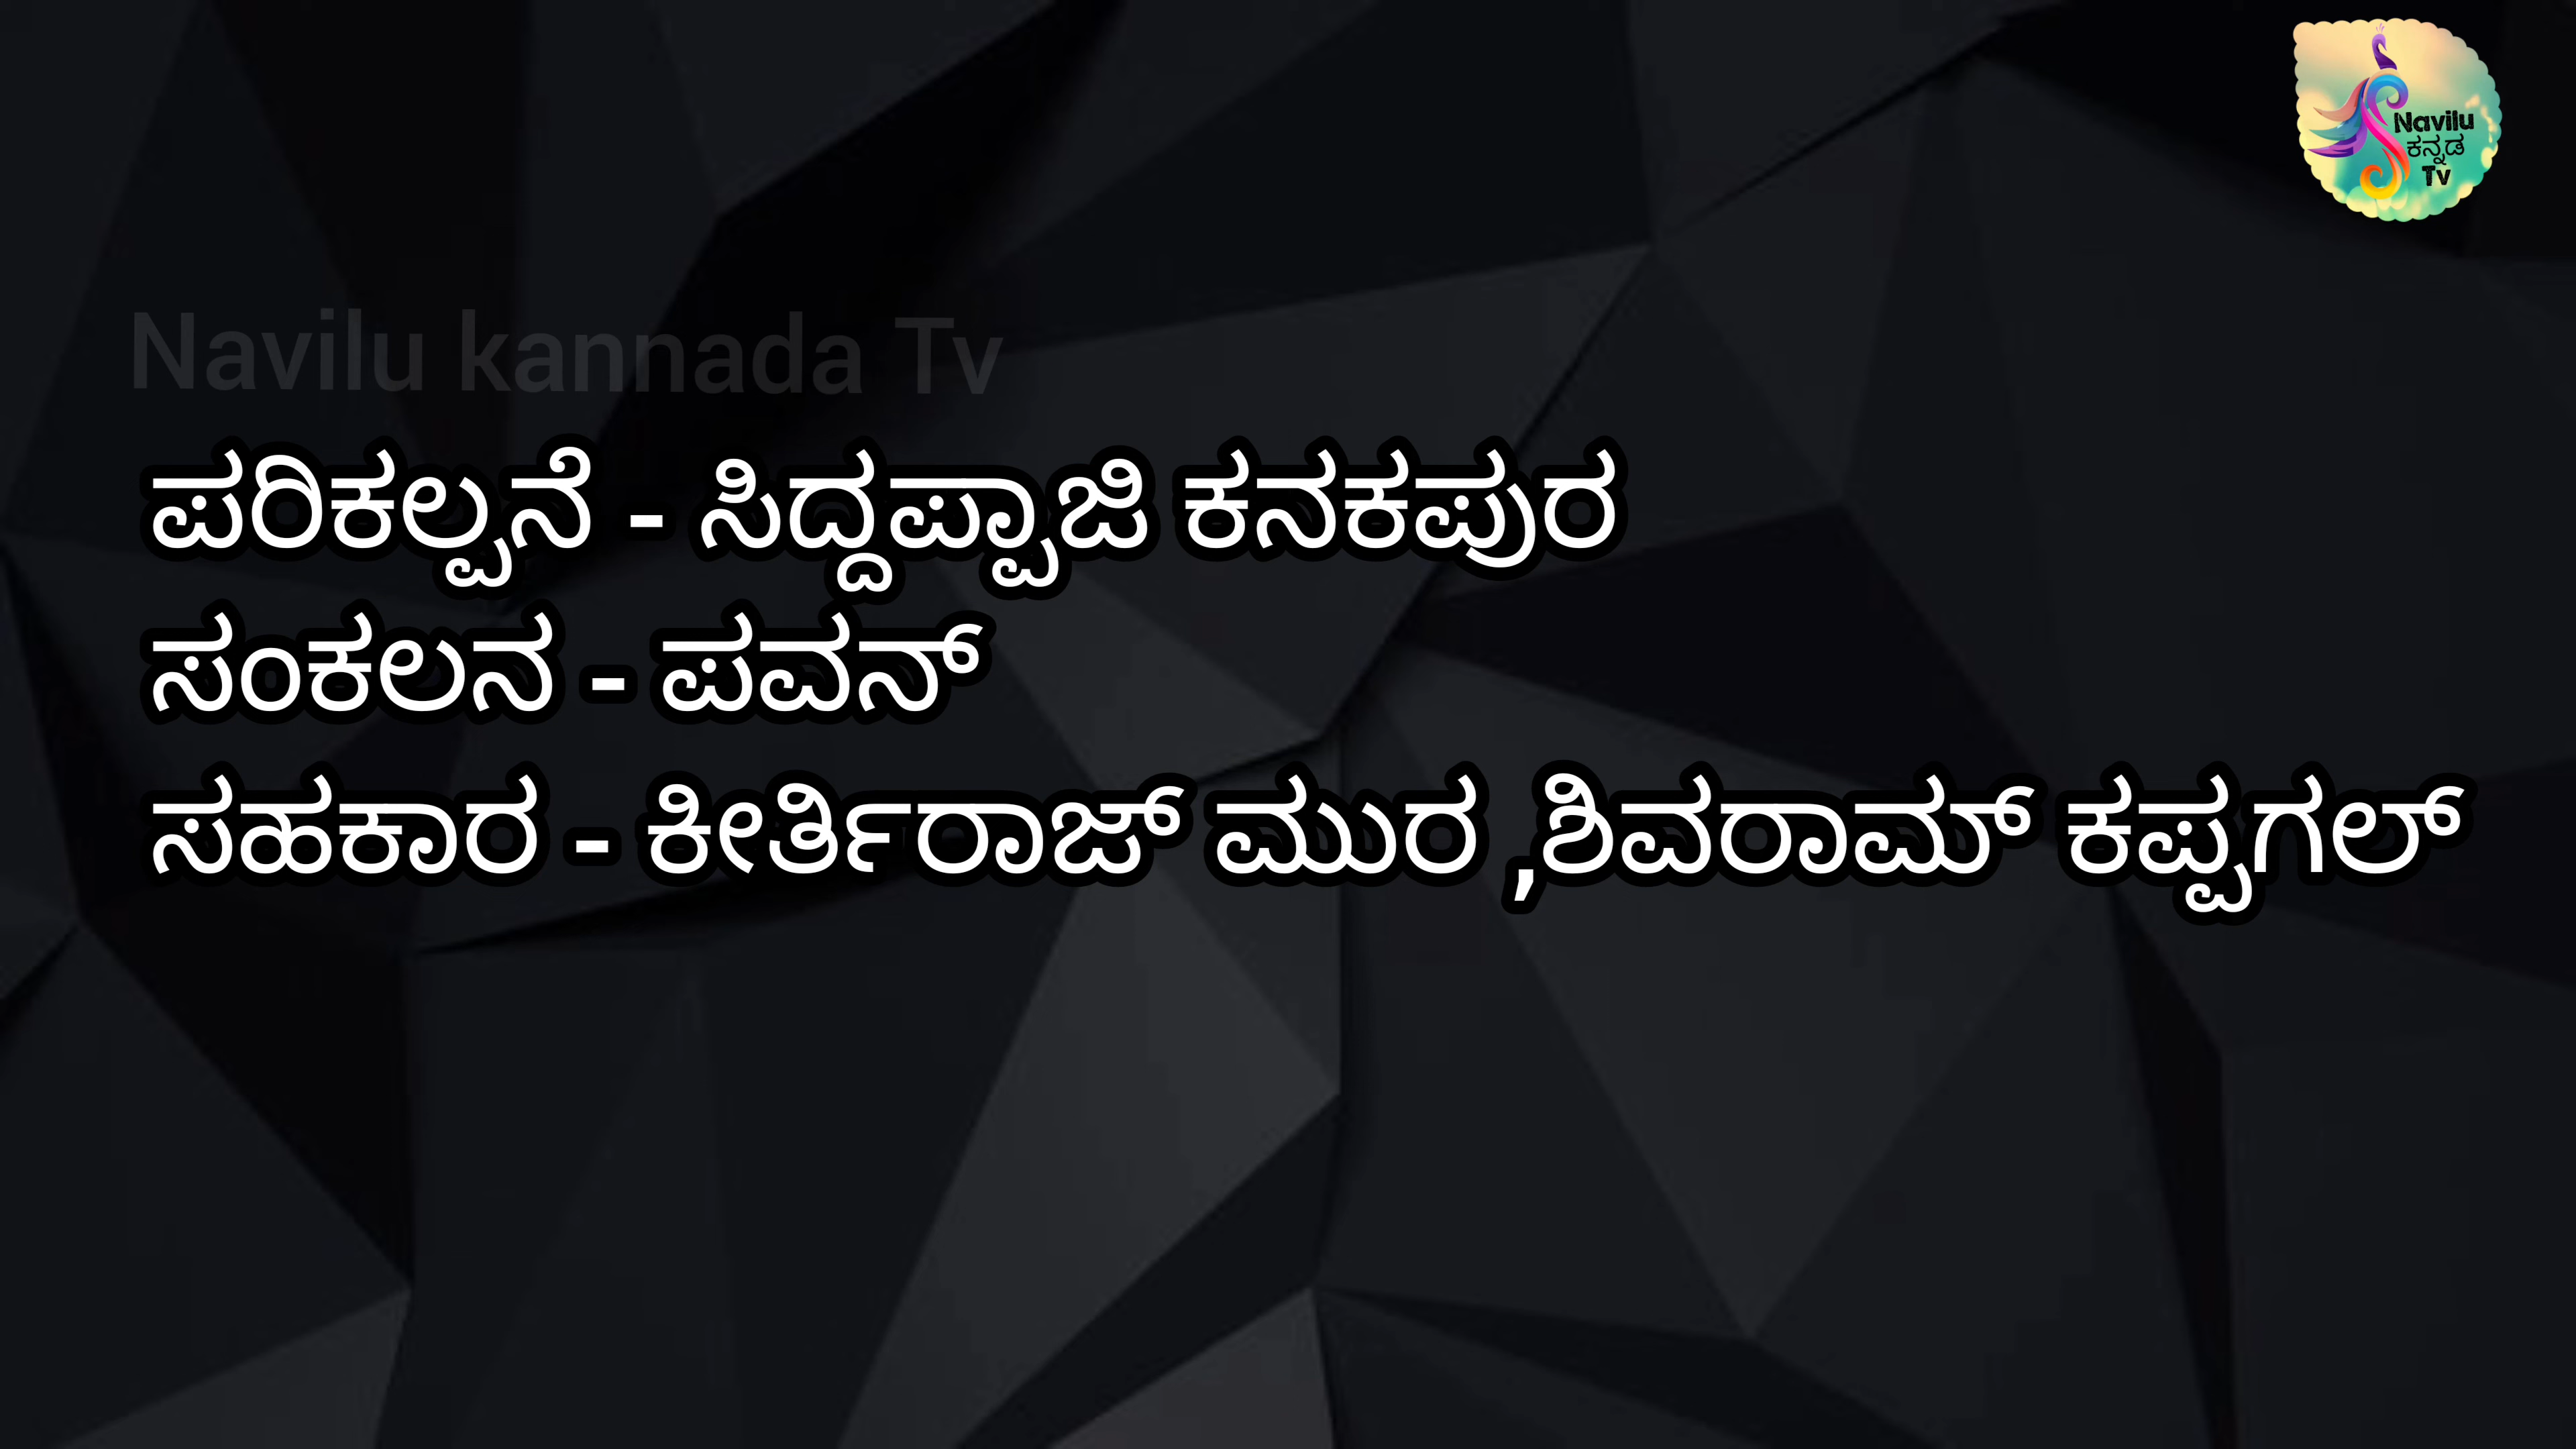 Navilu
ಕನ್ನಡ
Tv
Navilu kannada Tv
ಪರಿಕಲ್ಪನೆ - ಸಿದ್ದಪ್ಪಾಜಿ ಕನಕಪುರ
ಸಂಕಲನ - ಪವನ್
ಸಹಕಾರ - ಕೀರ್ತಿರಾಜ್ ಮುರ ,ಶಿವರಾಮ್ ಕಪ್ಪಗಲ್